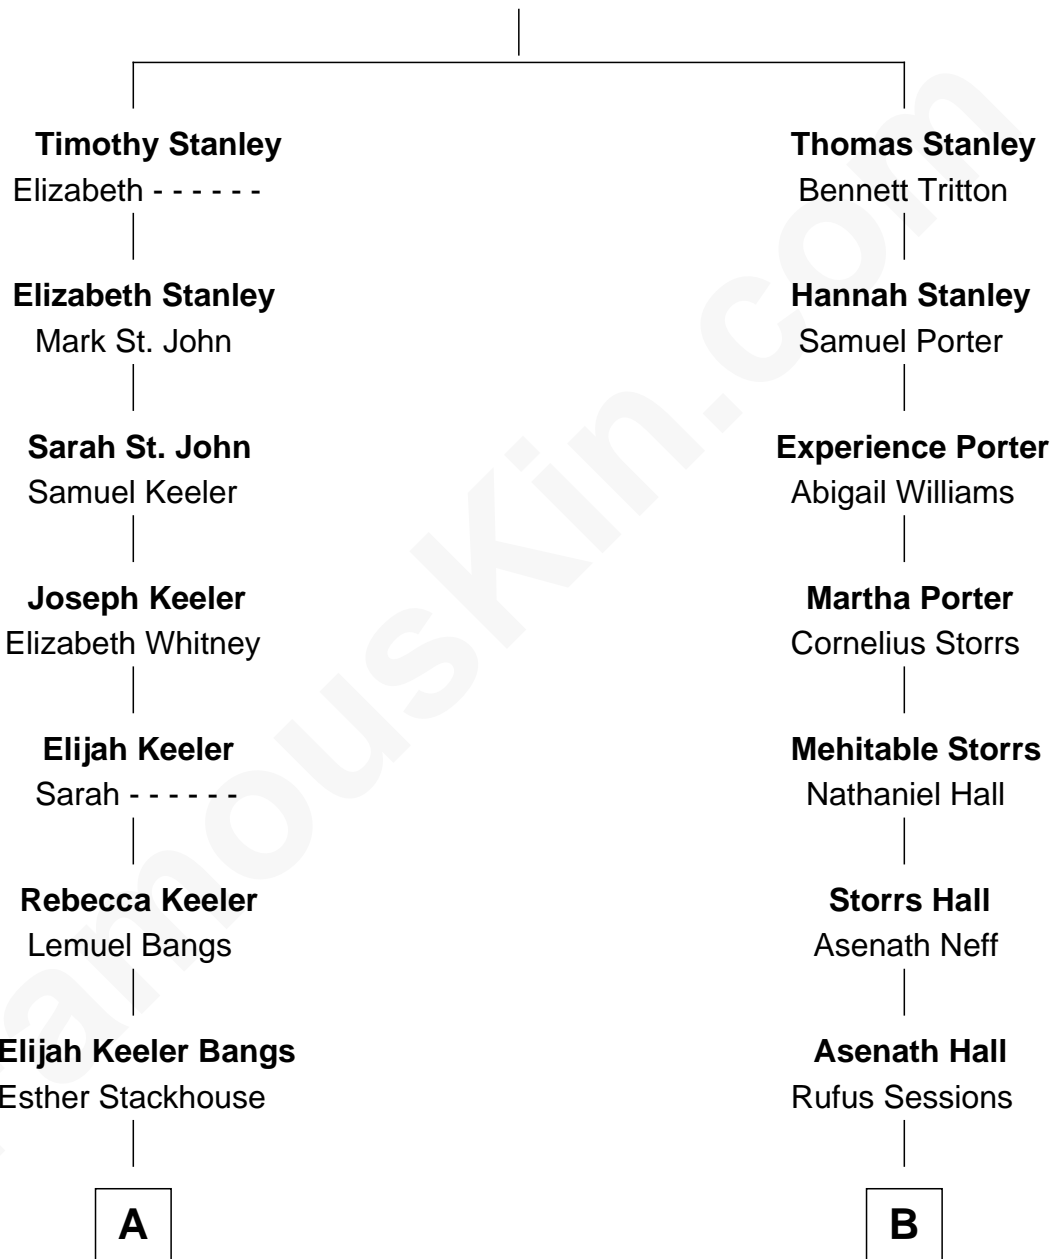 Timothy Stanley
Elizabeth - - - - - -
Thomas Stanley
Bennett Tritton
Elizabeth Stanley
Mark St. John
Hannah Stanley
Samuel Porter
Sarah St. John
Samuel Keeler
Experience Porter
Abigail Williams
Joseph Keeler
Elizabeth Whitney
Martha Porter
Cornelius Storrs
Elijah Keeler
Sarah - - - - - -
Mehitable Storrs
Nathaniel Hall
Rebecca Keeler
Lemuel Bangs
Storrs Hall
Asenath Neff
Elijah Keeler Bangs
Esther Stackhouse
Asenath Hall
Rufus Sessions
A
B
FamousKin.com